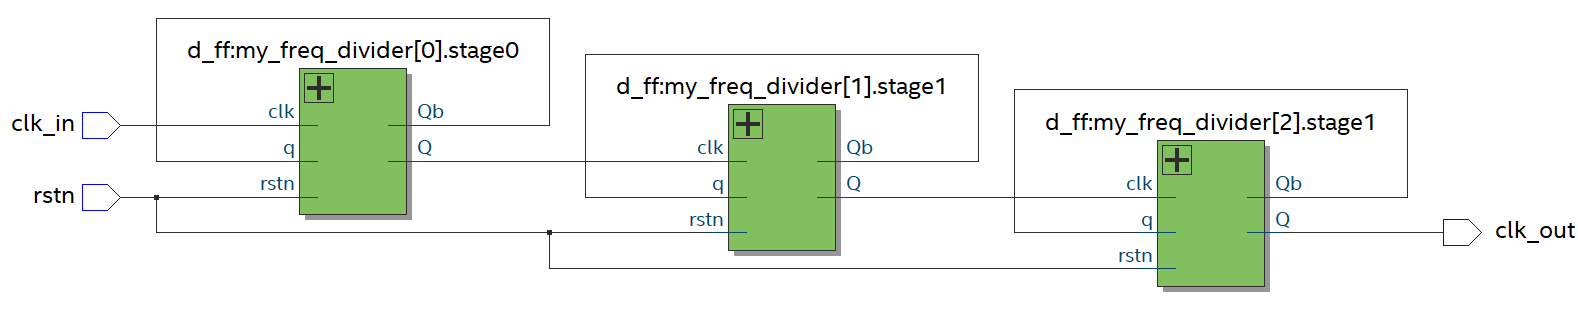 d_ff:my_freq_divider[0].stage0
clk_in
clk
Qb
q
Q
rstn
rstn
d_ff:my_freq_divider[1].stage1
clk
Qb
q
Q
rstn
d_ff:my_freq_divider[2].stage1
clk
Qb
q
Q
rstn
clk_out